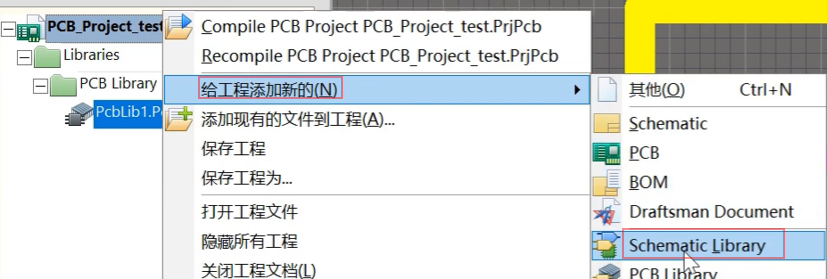 PCB_Project_test
Libraries
PCB Library
PcbLib1.P
Compile PCB Project PCB_Project_test.PrjPcb
Recompile PCB Project PCB_Project_test.PrjPcb
给工程添加新的(N)
添加现有的文件到工程(A)...
保存工程
保存工程为...
打开工程文件
隐藏所有工程
关闭工程文档(L)
其他(O) Ctrl+N
Schematic
PCB
BOM
Draftsman Document
Schematic Library
PCB Library